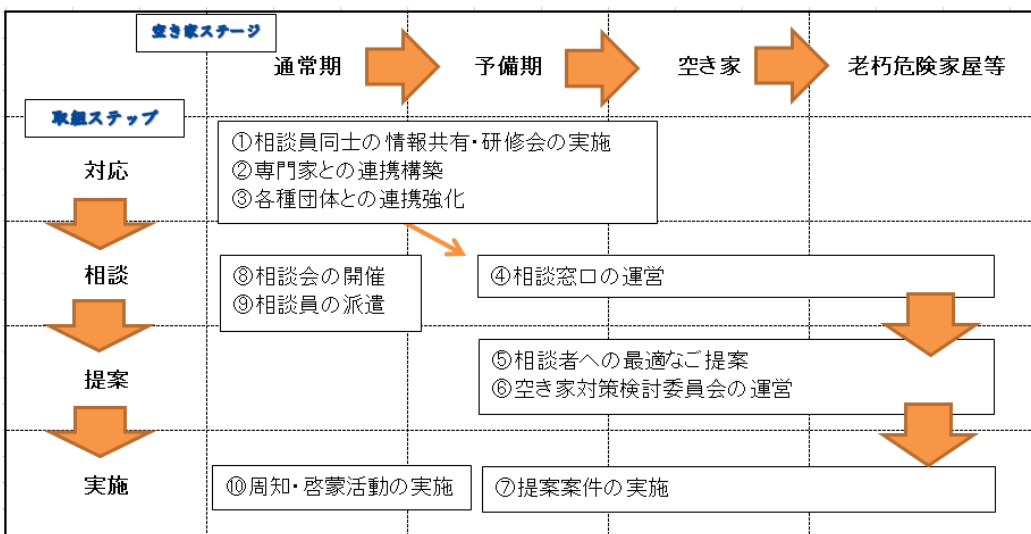 空き家ステージ
通常期
予備期
空き家
老朽危険家屋等
取組ステップ
対応
①相談員同士の情報共有・研修会の実施
②専門家との連携構築
③各種団体との連携強化
相談
⑧相談会の開催
⑨相談員の派遣
④相談窓口の運営
提案
⑤相談者への最適なご提案
⑥空き家対策検討委員会の運営
実施
⑩周知・啓蒙活動の実施
⑦提案案件の実施